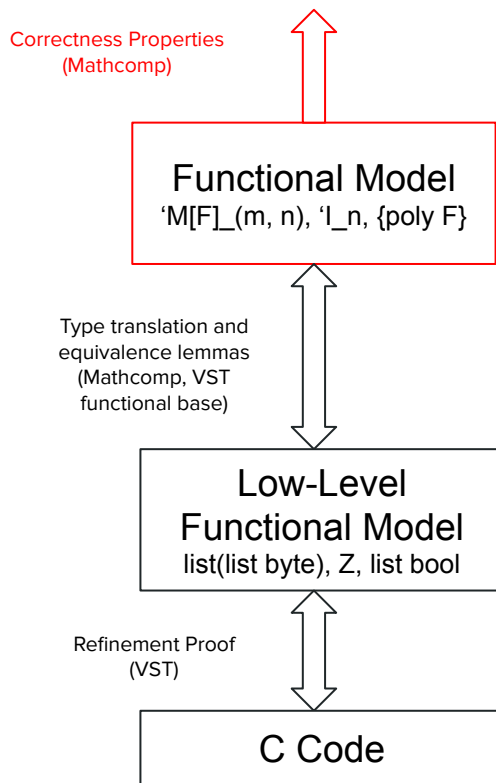 Correctness Properties
(Mathcomp)
Functional Model
‘M[F]_(m, n), ‘I_n, {poly F}
Type translation and
equivalence lemmas
(Mathcomp, VST
functional base)
Low-Level
Functional Model
list(list byte), Z, list bool
Refinement Proof
(VST)
C Code